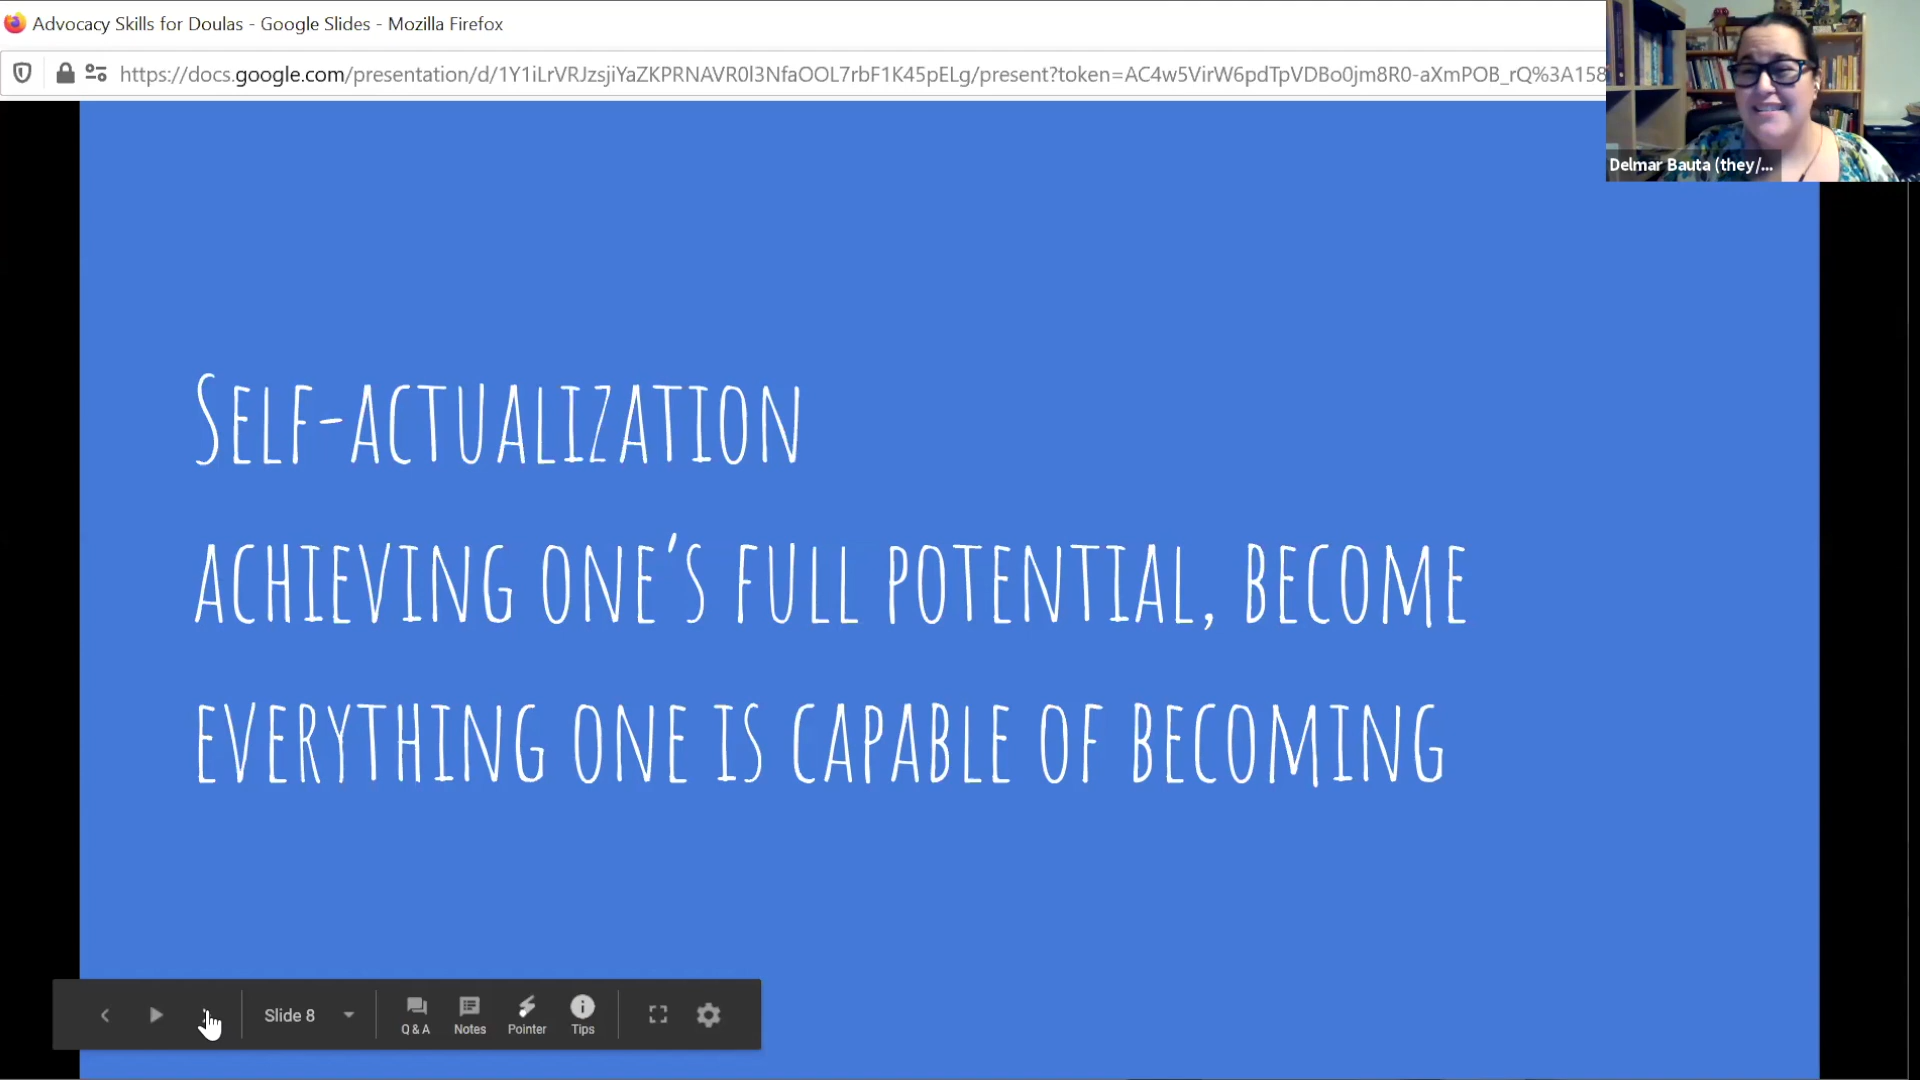 Advocacy Skills for Doulas - Google Slides - Mozilla Firefox
https://docs.google.com/presentation/d/1Y1iLrVRJzsjiYaZKPRNAVR0l3NfaOOL7rbF1K45pELg/present?token=AC4w5VirW6pdTpVDBo0jm8R0-aXmPOB_rQ%3A158
Delmar Bauta (they/...
Self-actualization
achieving one's full potential, become
everything one is capable of becoming
Slide 8
Q & A Notes Pointer Tips